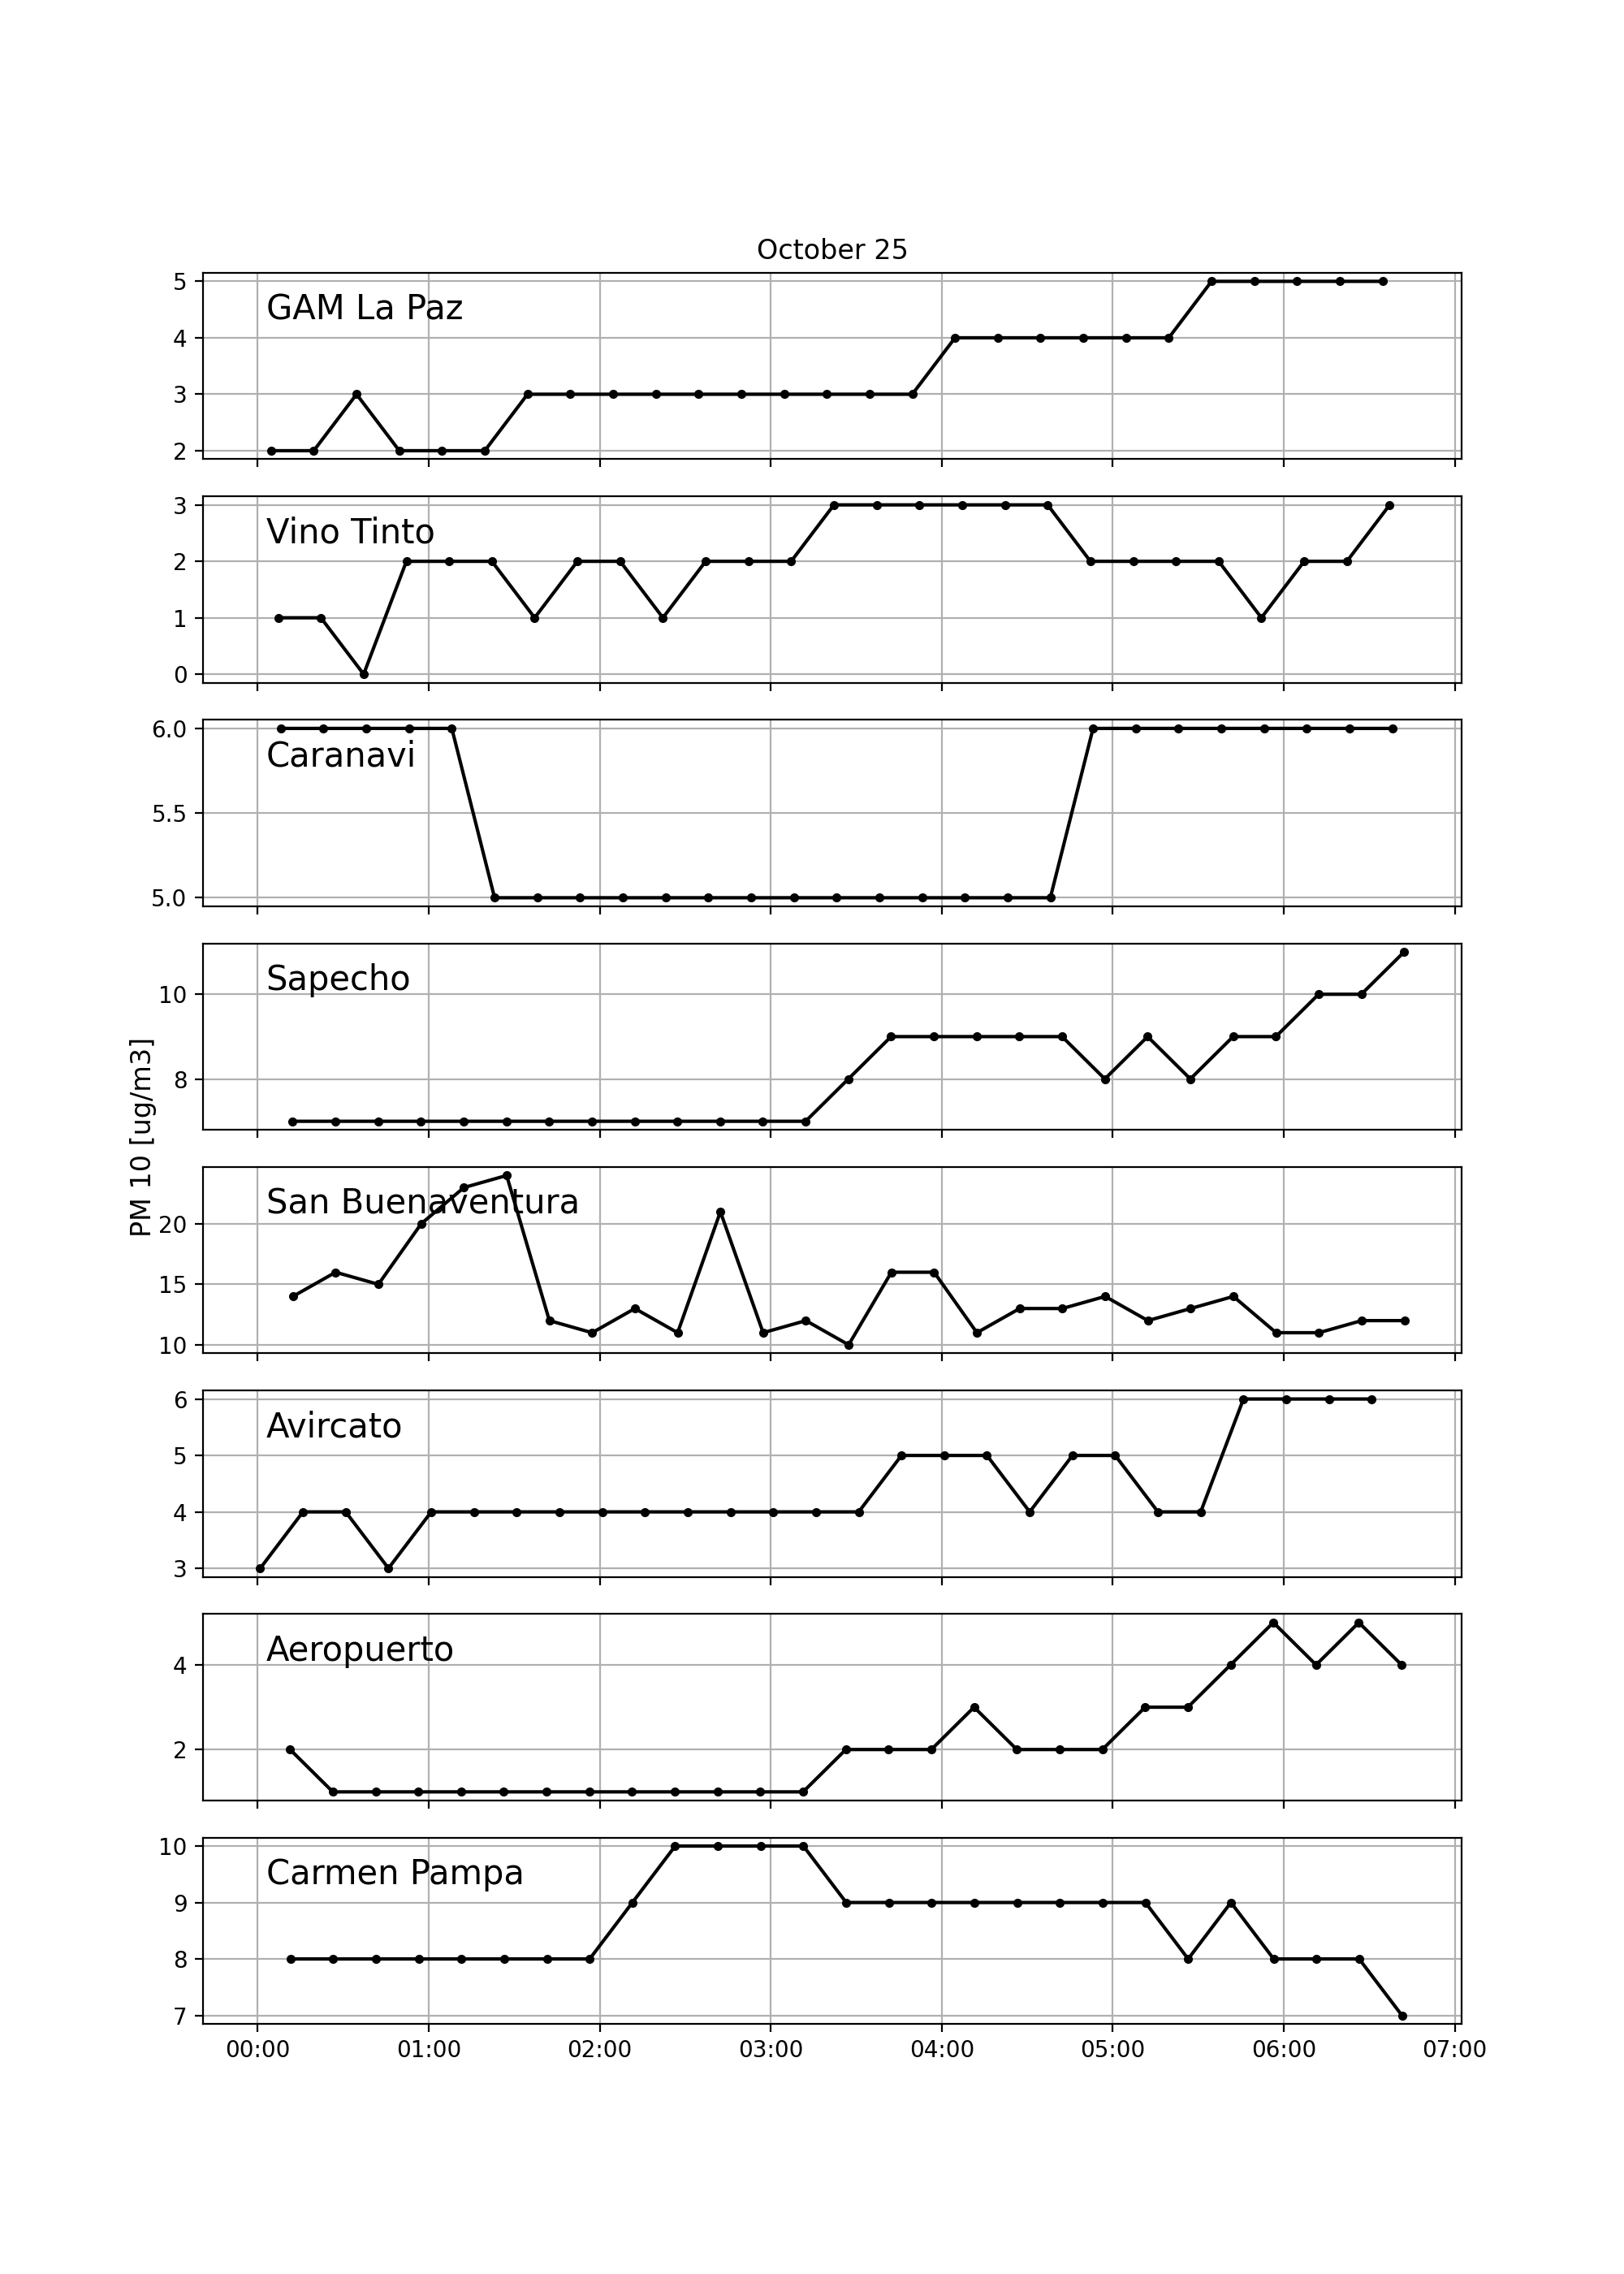 October 25
5
GAM La Paz
4
3
2
3
Vino Tinto
2
1
0
6.0
Caranavi
5.5
5.0
Sapecho
10
8
PM 10 [ug/m3]
San Buenaventura
20
15
10
6
Avircato
5
4
3
Aeropuerto
4
2
10
Carmen Pampa
9
8
7
00:00 01:00 02:00 03:00 04:00 05:00 06:00 07:00